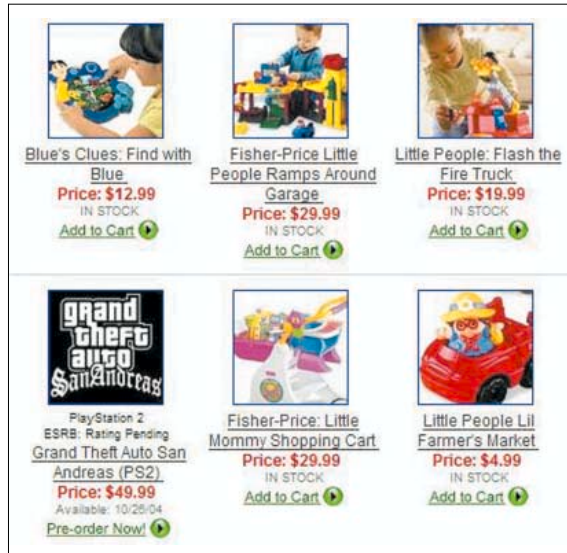 Blue's Clues: Find with
Blue
Price: $12.99
IN STOCK
Add to Cart
Fisher-Price Little
People Ramps Around
Garage
Price: $29.99
IN STOCK
Add to Cart
Little People: Flash the
Fire Truck
Price: $19.99
IN STOCK
Add to Cart
grand
theft
auto
San Andreas
PlayStation 2
ESRB: Rating Pending
Grand Theft Auto San
Andreas (PS2)
Price: $49.99
Available: 10/26/04
Pre-order Now!
Fisher-Price: Little
Mommy Shopping Cart
Price: $29.99
IN STOCK
Add to Cart
Little People Lil
Farmer's Market
Price: $4.99
IN STOCK
Add to Cart